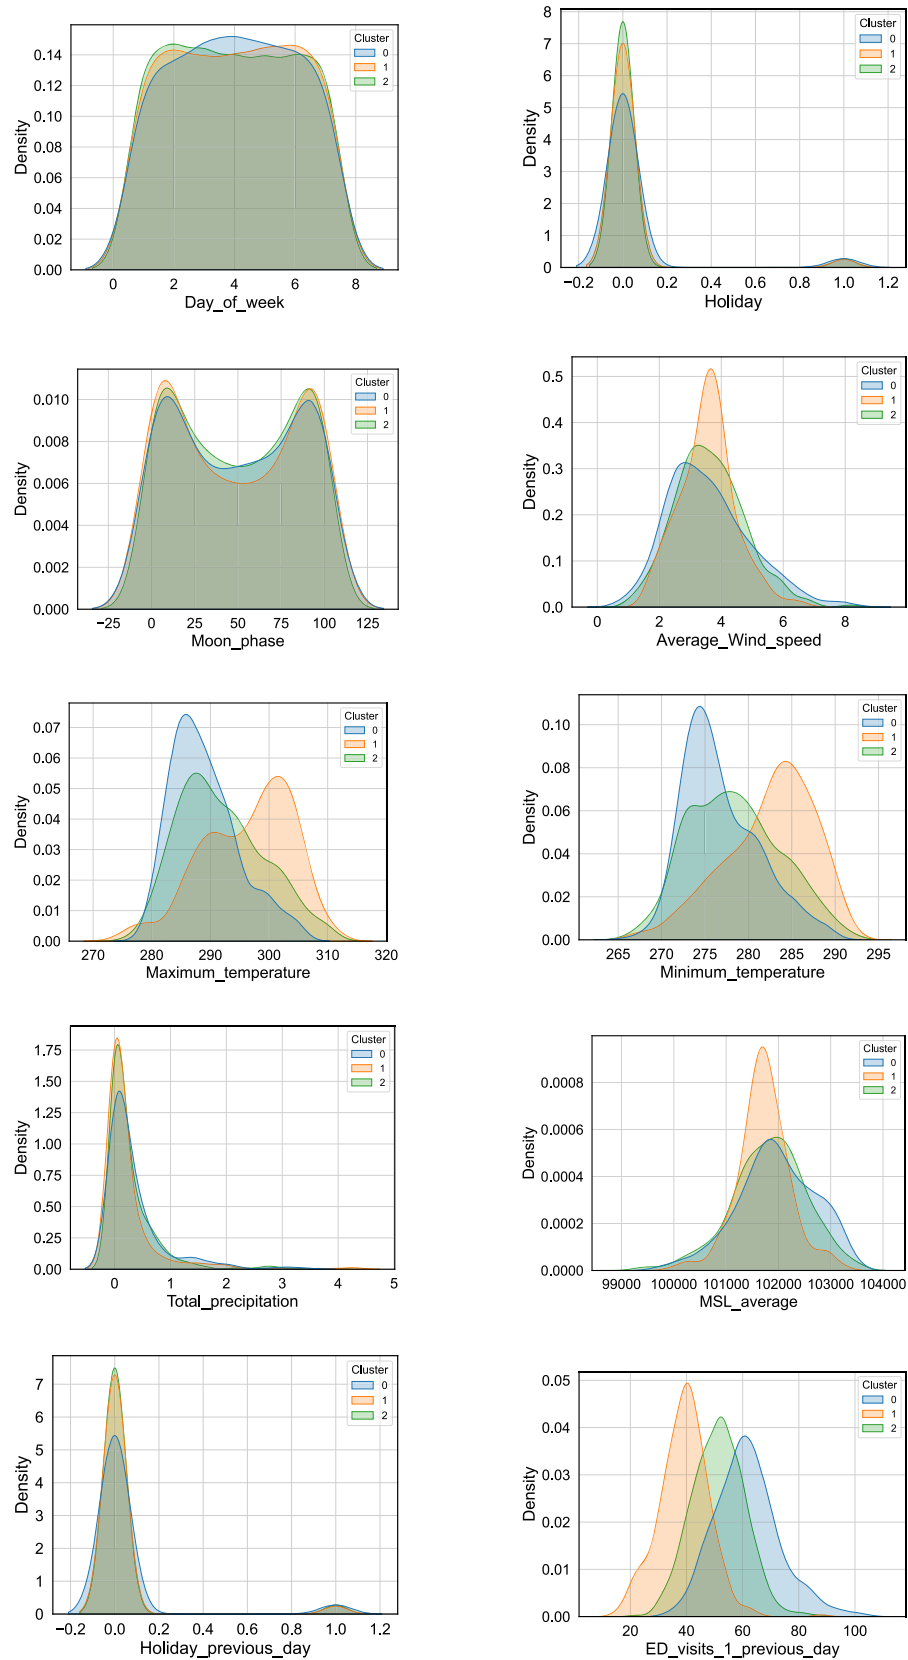 Cluster
0
1
2
0.14
0.12
0.10
0.08
0.06
0.04
0.02
0.00
Density
0 2 4 6 8
Day_of_week
Cluster
0
1
2
8
7
6
5
4
3
2
1
0
Density
−0.2 0.0 0.2 0.4 0.6 0.8 1.0 1.2
Holiday
Cluster
0
1
2
0.010
0.008
0.006
0.004
0.002
0.000
Density
−25 0 25 50 75 100 125
Moon_phase
Cluster
0
1
2
0.5
0.4
0.3
0.2
0.1
0.0
Density
0 2 4 6 8
Average_Wind_speed
Cluster
0
1
2
0.07
0.06
0.05
0.04
0.03
0.02
0.01
0.00
Density
270 280 290 300 310 320
Maximum_temperature
Cluster
0
1
2
0.10
0.08
0.06
0.04
0.02
0.00
Density
265 270 275 280 285 290 295
Minimum_temperature
Cluster
0
1
2
1.75
1.50
1.25
1.00
0.75
0.50
0.25
0.00
Density
0 1 2 3 4 5
Total_precipitation
Cluster
0
1
2
0.0008
0.0006
0.0004
0.0002
0.0000
Density
99000 100000 101000 102000 103000 104000
MSL_average
Cluster
0
1
2
7
6
5
4
3
2
1
0
Density
−0.2 0.0 0.2 0.4 0.6 0.8 1.0 1.2
Holiday_previous_day
Cluster
0
1
2
0.05
0.04
0.03
0.02
0.01
0.00
Density
20 40 60 80 100
ED_visits_1_previous_day